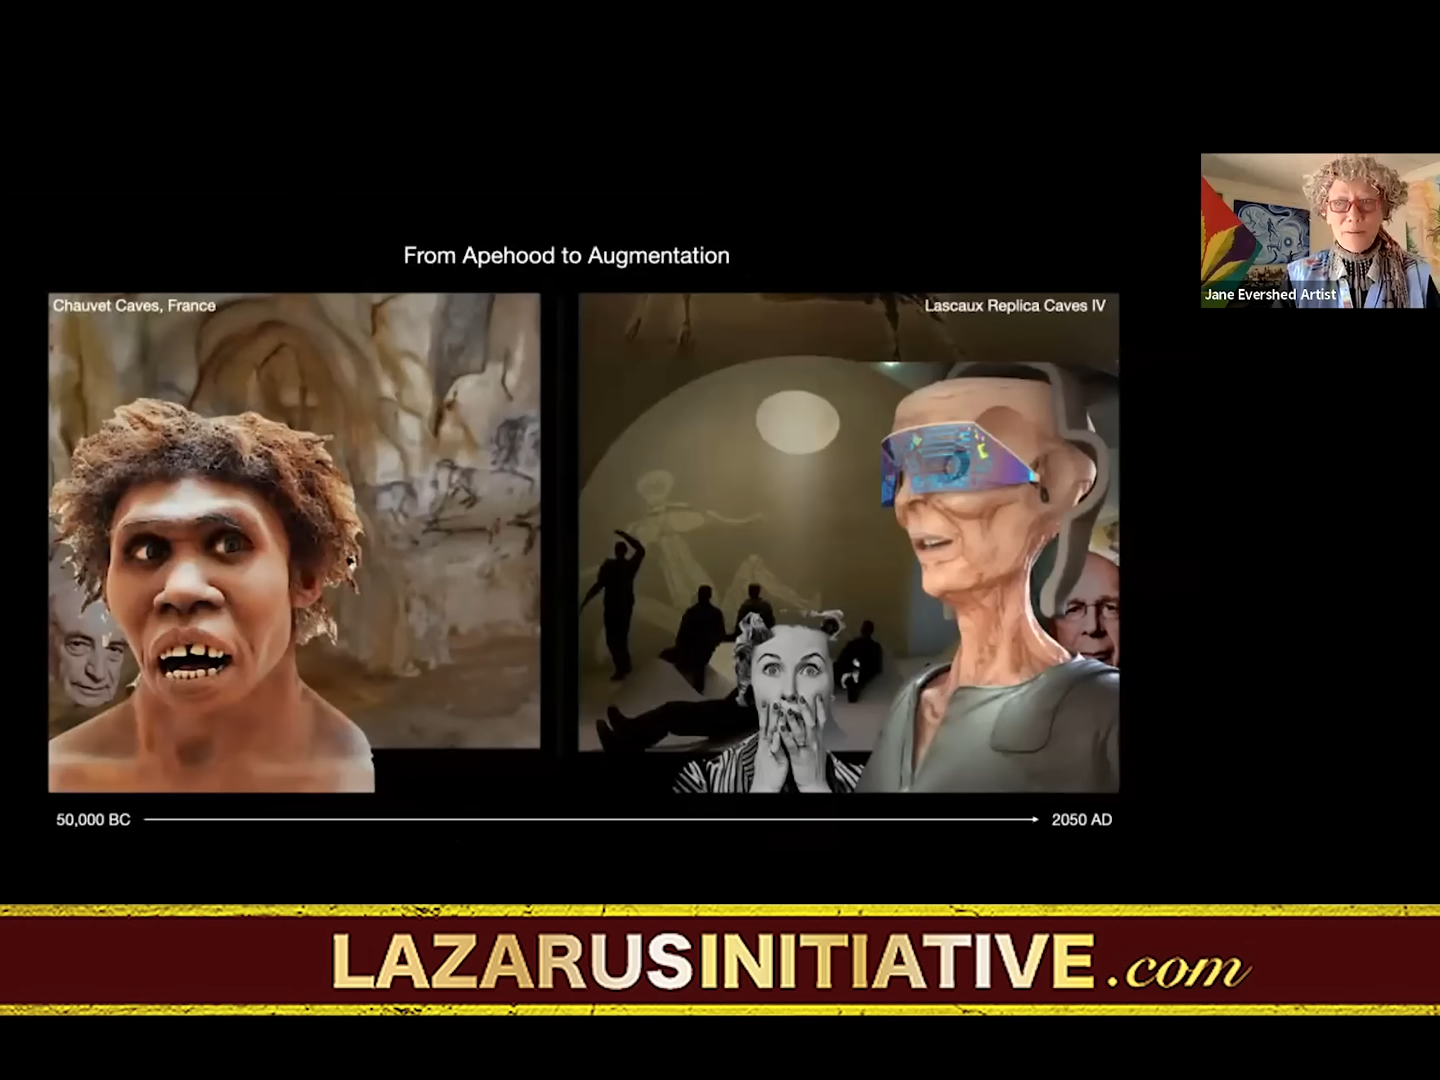 From Apehood to Augmentation
Chauvet Caves, France
Lascaux Replica Caves IV
Jane Evershed Artist
50,000 BC
2050 AD
LAZARUSINITIATIVE.com